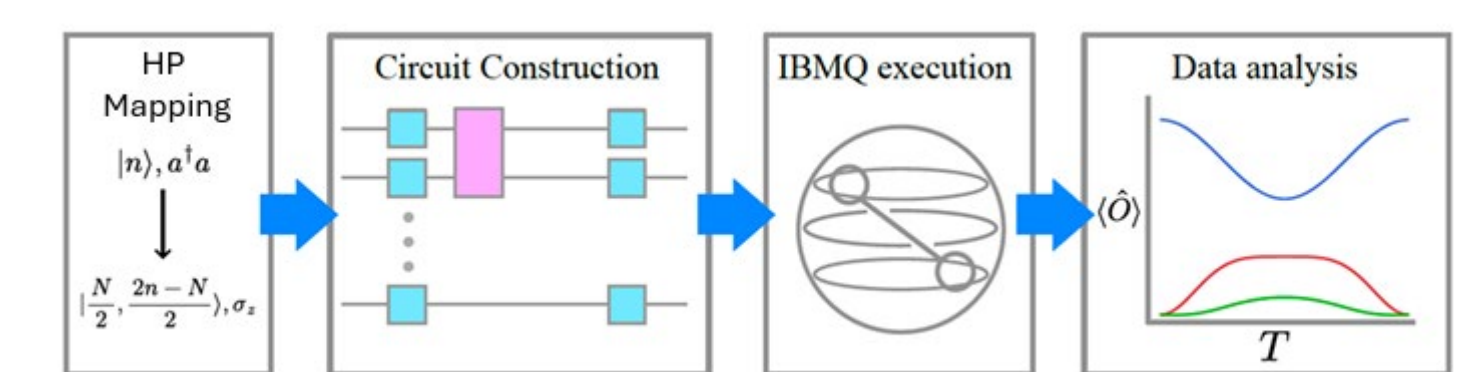 HP
Mapping
|n⟩, a†a
|N/2, (2n − N)/2⟩, σz
Circuit Construction
IBMQ execution
Data analysis
⟨Ô⟩
T